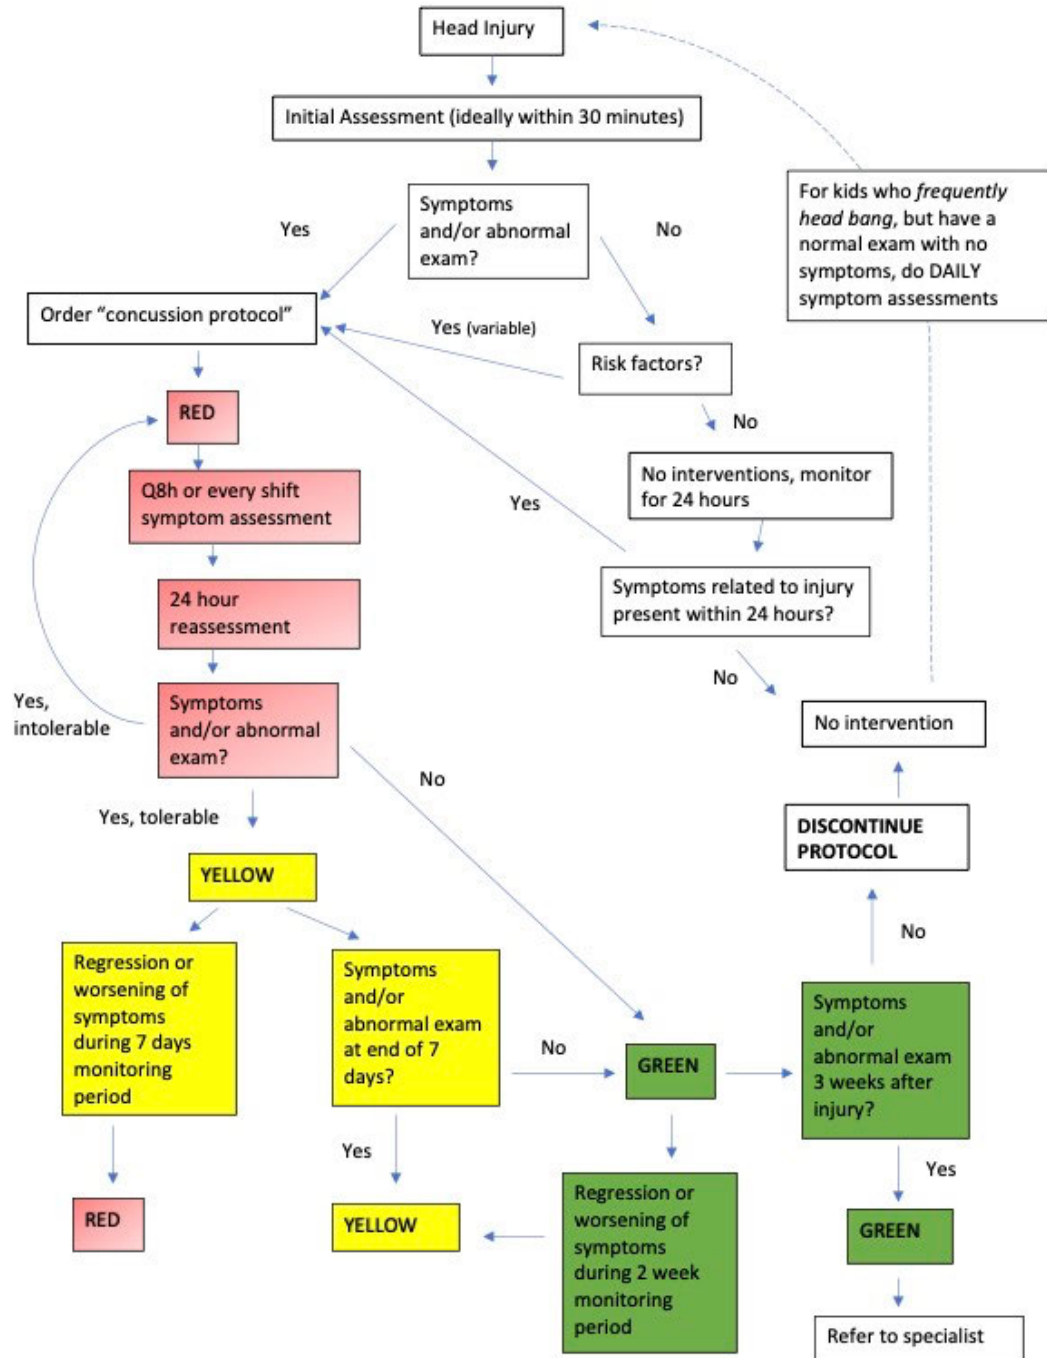 Head Injury
Initial Assessment (ideally within 30 minutes)
Symptoms
and/or abnormal
exam?
Yes
No
For kids who frequently
head bang, but have a
normal exam with no
symptoms, do DAILY
symptom assessments
Order “concussion protocol”
Yes (variable)
Risk factors?
No
RED
Q8h or every shift
symptom assessment
No interventions, monitor
for 24 hours
Yes
24 hour
reassessment
Symptoms related to injury
present within 24 hours?
No
Yes,
intolerable
Symptoms
and/or abnormal
exam?
No intervention
No
Yes, tolerable
DISCONTINUE
PROTOCOL
YELLOW
No
Regression or
worsening of
symptoms
during 7 days
monitoring
period
Symptoms
and/or
abnormal exam
at end of 7
days?
No
GREEN
Symptoms
and/or
abnormal exam
3 weeks after
injury?
Yes
Yes
RED
YELLOW
Regression or
worsening of
symptoms
during 2 week
monitoring
period
GREEN
Refer to specialist